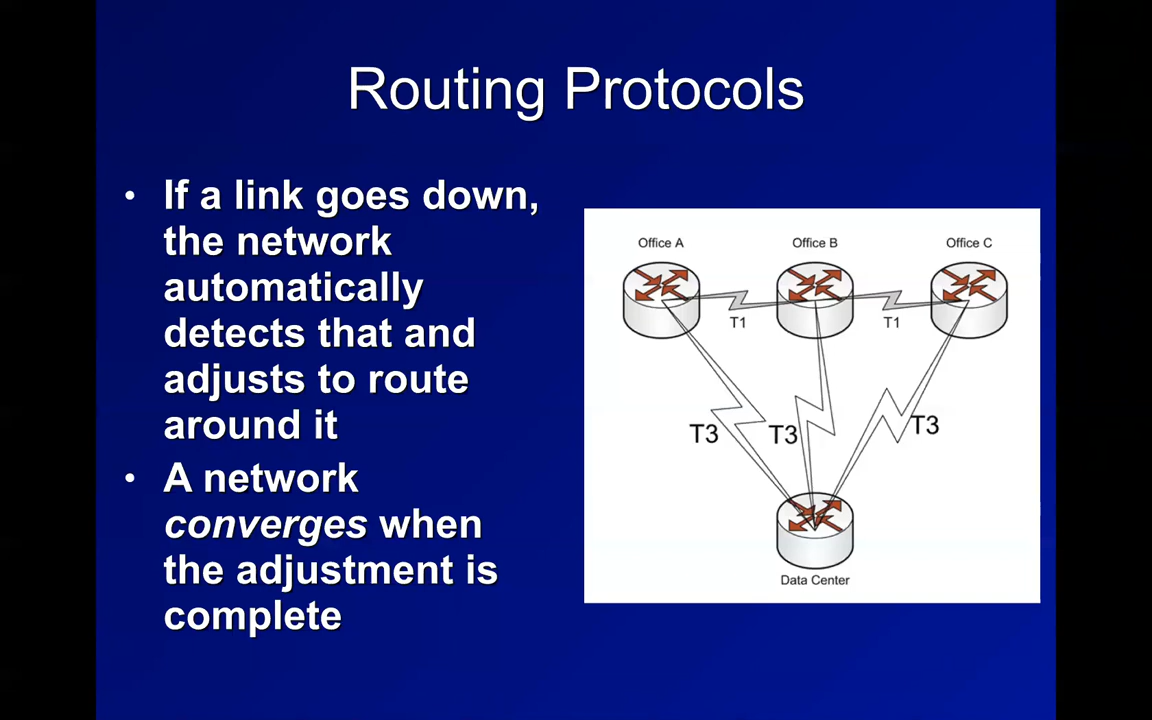 Routing Protocols
• If a link goes down,
the network
automatically
detects that and
adjusts to route
around it
• A network
converges when
the adjustment is
complete
Office A
Office B
Office C
T1
T1
T3
T3
T3
Data Center